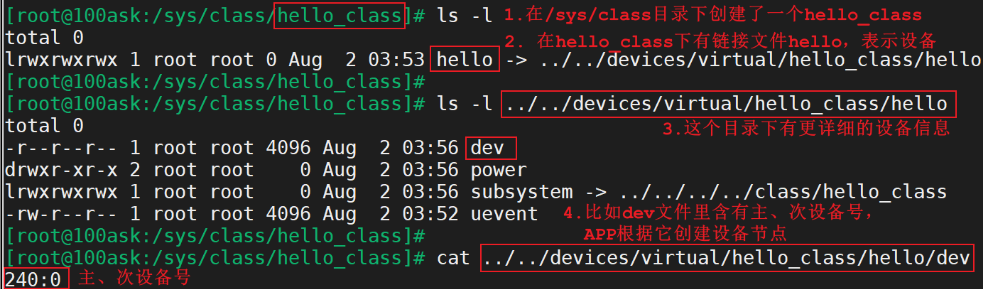 [root@100ask:/sys/class/hello_class]# ls -l 1.在/sys/class目录下创建了一个hello_class
total 0 2. 在hello_class下有链接文件hello，表示设备
lrwxrwxrwx 1 root root 0 Aug  2 03:53 hello -> ../../devices/virtual/hello_class/hello
[root@100ask:/sys/class/hello_class]#
[root@100ask:/sys/class/hello_class]# ls -l ../../devices/virtual/hello_class/hello
total 0 3.这个目录下有更详细的设备信息
-r--r--r-- 1 root root 4096 Aug  2 03:56 dev
drwxr-xr-x 2 root root    0 Aug  2 03:56 power
lrwxrwxrwx 1 root root    0 Aug  2 03:56 subsystem -> ../../../../class/hello_class
-rw-r--r-- 1 root root 4096 Aug  2 03:52 uevent 4.比如dev文件里含有主、次设备号，
[root@100ask:/sys/class/hello_class]# APP根据它创建设备节点
[root@100ask:/sys/class/hello_class]# cat ../../devices/virtual/hello_class/hello/dev
240:0 主、次设备号